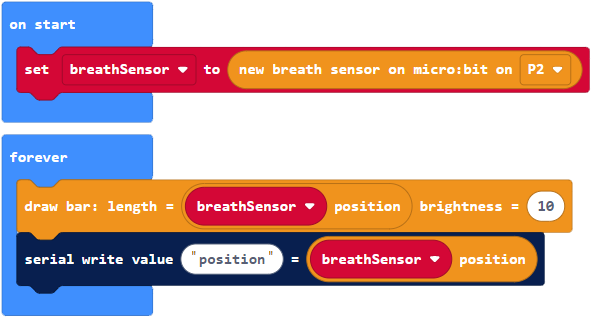 on start
set breathSensor to new breath sensor on micro:bit on P2
forever
draw bar: length = breathSensor position brightness = 10
serial write value "position" = breathSensor position